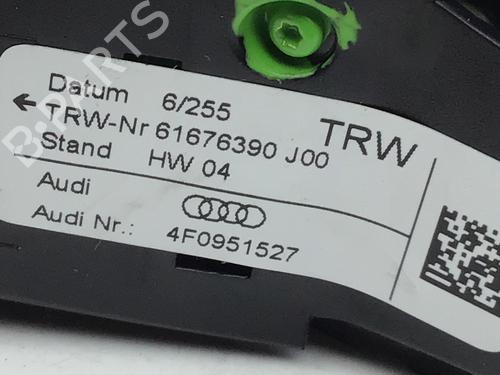 Datum 6/255
← TRW-Nr 61676390 J00
TRW
Stand HW 04
Audi
Audi Nr.: 4F0951527
B-PARTS